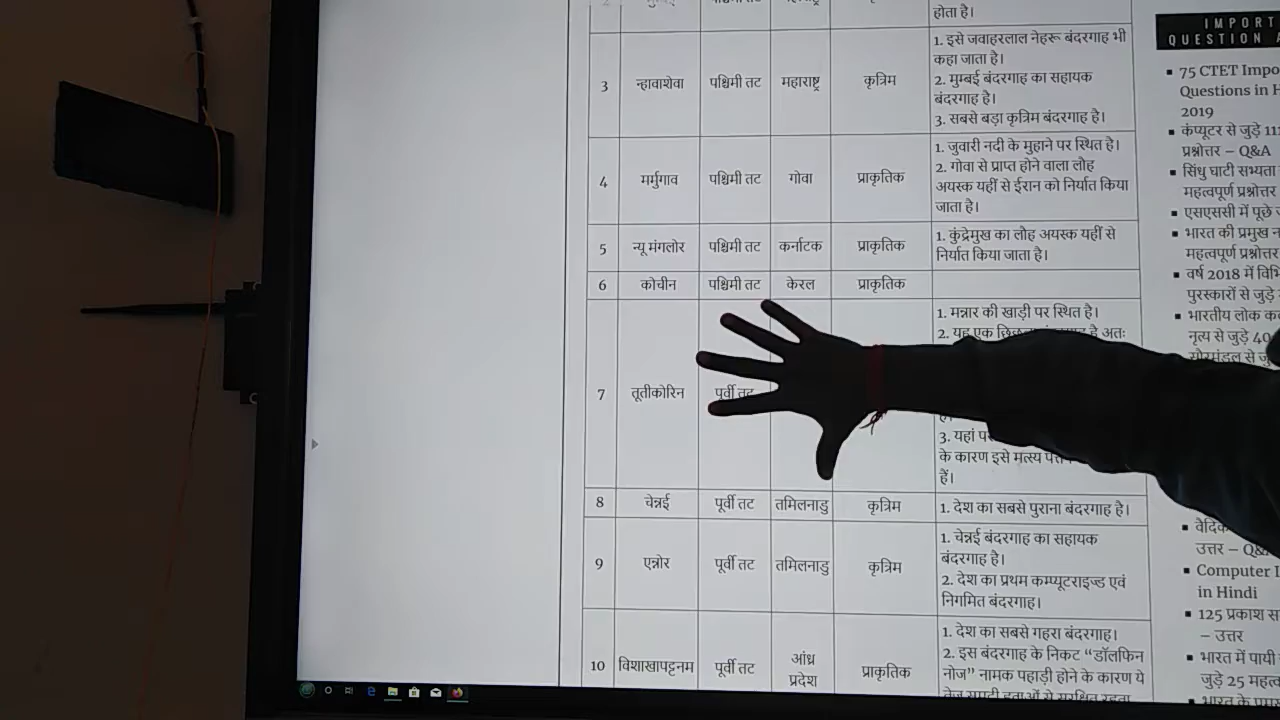 होता है।
IMPORT
QUESTION A
3 न्हावाशेवा पश्चिमी तट महाराष्ट्र कृत्रिम
1. इसे जवाहरलाल नेहरू बंदरगाह भी
कहा जाता है।
2. मुम्बई बंदरगाह का सहायक
बंदरगाह है।
3. सबसे बड़ा कृत्रिम बंदरगाह है।
4 मर्मुगाव पश्चिमी तट गोवा प्राकृतिक
1. जुवारी नदी के मुहाने पर स्थित है।
2. गोवा से प्राप्त होने वाला लौह
अयस्क यहीं से ईरान को निर्यात किया
जाता है।
5 न्यू मंगलोर पश्चिमी तट कर्नाटक प्राकृतिक
1. कुंद्रेमुख का लौह अयस्क यहीं से
निर्यात किया जाता है।
6 कोचीन पश्चिमी तट केरल प्राकृतिक
7 तूतीकोरिन पूर्वी तट
1. मन्नार की खाड़ी पर स्थित है।
2. यह एक है अतः
3. यहां
के कारण इसे मत्स्य
हैं।
8 चेन्नई पूर्वी तट तमिलनाडु कृत्रिम
1. देश का सबसे पुराना बंदरगाह है।
9 एन्नोर पूर्वी तट तमिलनाडु कृत्रिम
1. चेन्नई बंदरगाह का सहायक
बंदरगाह है।
2. देश का प्रथम कम्प्यूटराइज्ड एवं
निगमित बंदरगाह।
10 विशाखापट्टनम पूर्वी तट आंध्र प्रदेश प्राकृतिक
1. देश का सबसे गहरा बंदरगाह।
2. इस बंदरगाह के निकट “डॉलफिन
नोज” नामक पहाड़ी होने के कारण ये
75 CTET Impo
Questions in H
2019
कंप्यूटर से जुड़े 11
प्रश्नोत्तर – Q&A
सिंधु घाटी सभ्यता
महत्वपूर्ण प्रश्नोत्तर
एसएससी में पूछे
भारत की प्रमुख न
महत्वपूर्ण प्रश्नोत्तर
वर्ष 2018 में वि
पुरस्कारों से जुड़े
भारतीय लोक क
नृत्य से जुड़े 40
उत्तर – Q&A
Computer I
in Hindi
125 प्रकाश स
– उत्तर
भारत में पायी
जुड़े 25 महत्व
भारत के